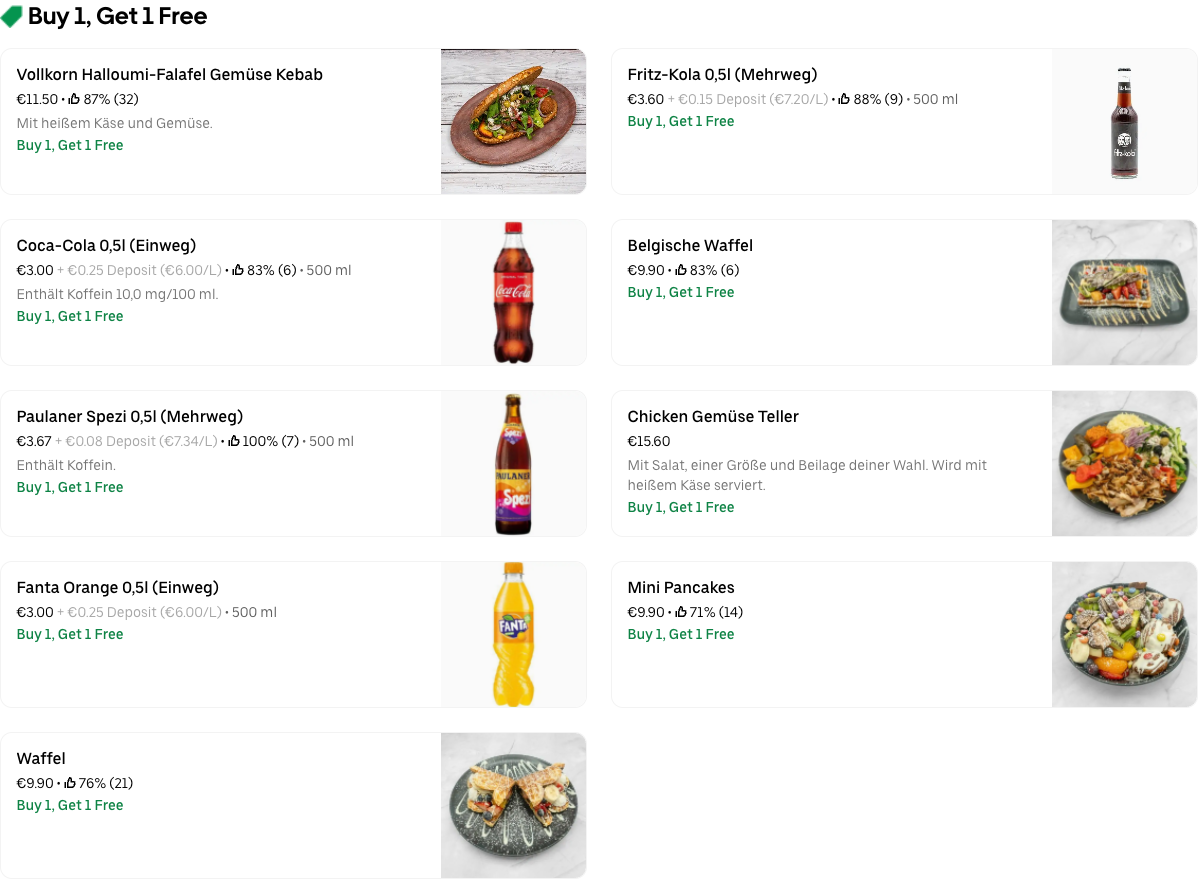 Buy 1, Get 1 Free
Vollkorn Halloumi-Falafel Gemüse Kebab
€11.50 • 87% (32)
Mit heißem Käse und Gemüse.
Buy 1, Get 1 Free
Fritz-Kola 0,5l (Mehrweg)
€3.60 + €0.15 Deposit (€7.20/L) • 88% (9) • 500 ml
Buy 1, Get 1 Free
fritz-kola
Coca-Cola 0,5l (Einweg)
€3.00 + €0.25 Deposit (€6.00/L) • 83% (6) • 500 ml
Enthält Koffein 10,0 mg/100 ml.
Buy 1, Get 1 Free
Coca-Cola
Belgische Waffel
€9.90 • 83% (6)
Buy 1, Get 1 Free
Paulaner Spezi 0,5l (Mehrweg)
€3.67 + €0.08 Deposit (€7.34/L) • 100% (7) • 500 ml
Enthält Koffein.
Buy 1, Get 1 Free
Spezi
PAULANER
Spezi
Chicken Gemüse Teller
€15.60
Mit Salat, einer Größe und Beilage deiner Wahl. Wird mit
heißem Käse serviert.
Buy 1, Get 1 Free
Fanta Orange 0,5l (Einweg)
€3.00 + €0.25 Deposit (€6.00/L) • 500 ml
Buy 1, Get 1 Free
FANTA
Mini Pancakes
€9.90 • 71% (14)
Buy 1, Get 1 Free
Waffel
€9.90 • 76% (21)
Buy 1, Get 1 Free